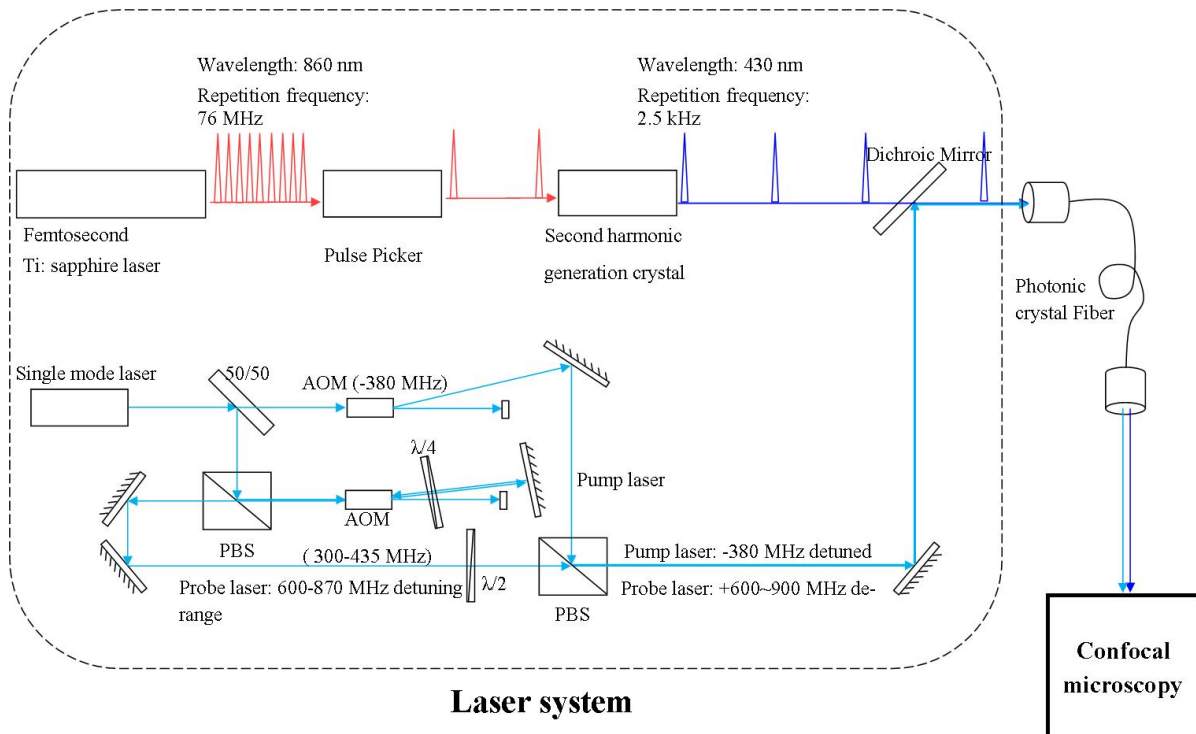 Wavelength: 860 nm
Repetition frequency:
76 MHz
Wavelength: 430 nm
Repetition frequency:
2.5 kHz
Dichroic Mirror
Femtosecond
Ti: sapphire laser
Pulse Picker
Second harmonic
generation crystal
Photonic
crystal Fiber
Single mode laser
50/50
AOM (-380 MHz)
λ/4
Pump laser
AOM
PBS
( 300-435 MHz)
Probe laser: 600-870 MHz detuning
range
λ/2
PBS
Pump laser: -380 MHz detuned
Probe laser: +600~900 MHz de-
Confocal
microscopy
Laser system